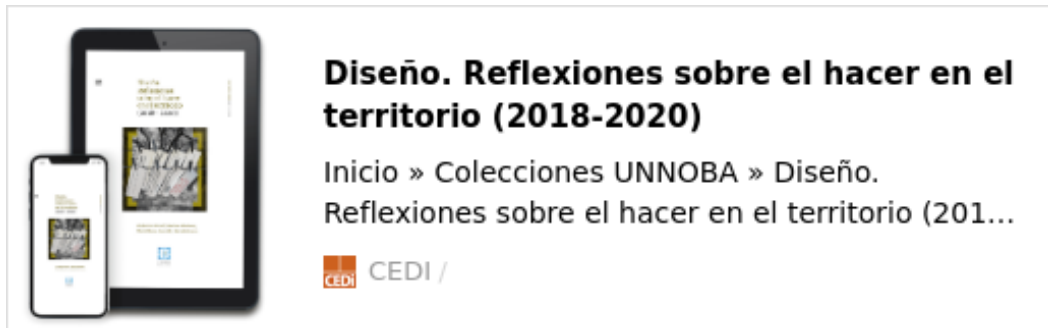 Diseño. Reflexiones sobre el hacer en el
territorio (2018-2020)
Inicio » Colecciones UNNOBA » Diseño.
Reflexiones sobre el hacer en el territorio (201...
CEDi
CEDI /